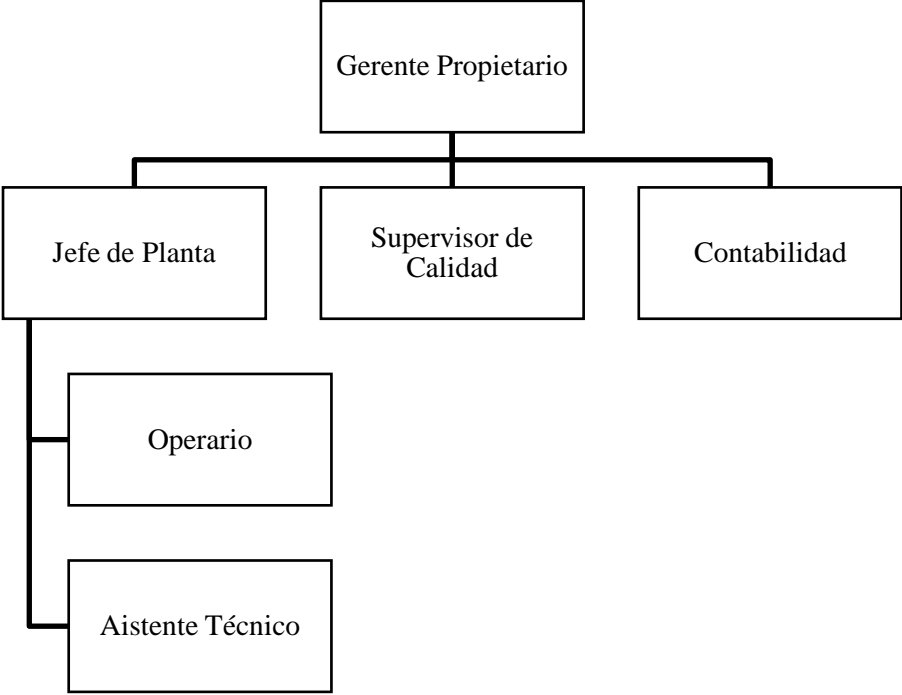 Gerente Propietario
Jefe de Planta
Supervisor de
Calidad
Contabilidad
Operario
Aistente Técnico